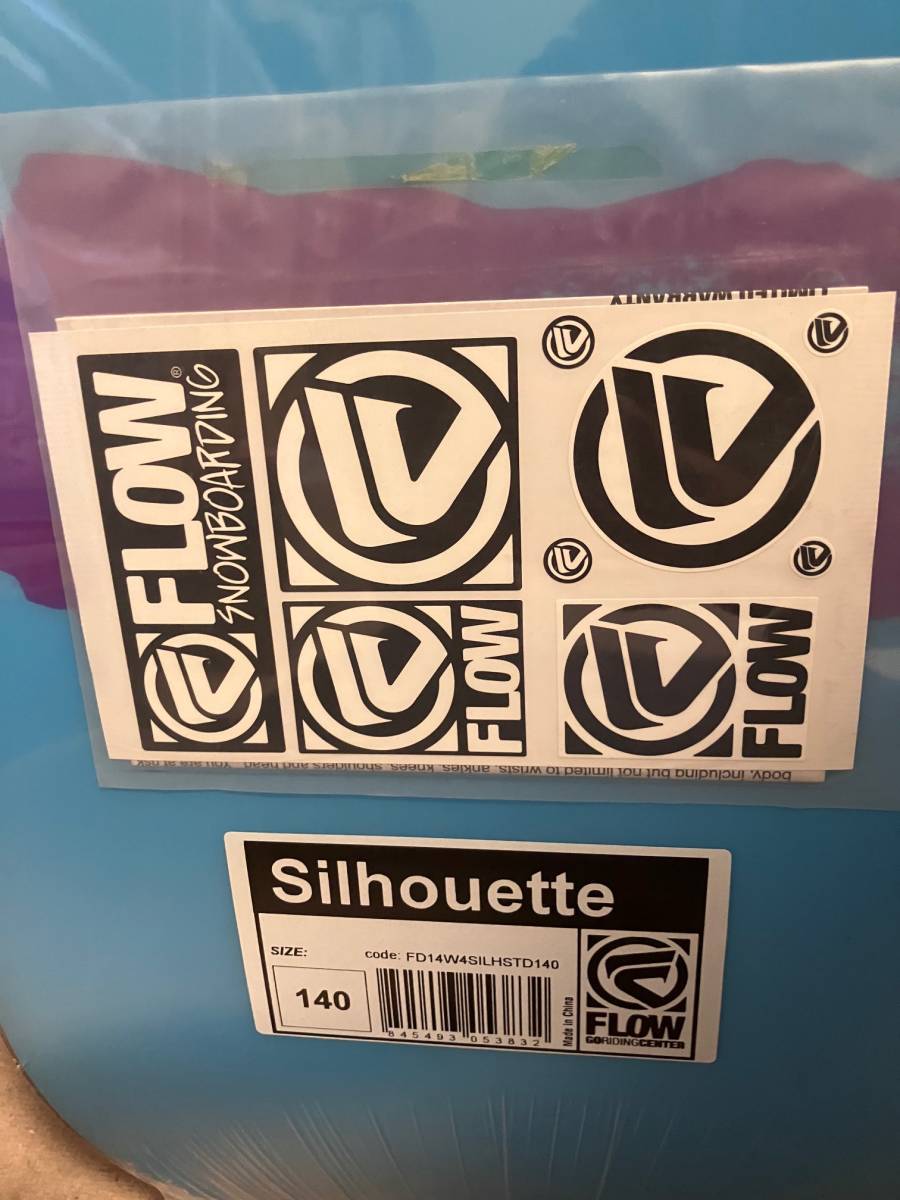 LIMITED WARRANTY
FLOW®
SNOWBOARDING
FLOW
FLOW
body, including but not limited to wrists, ankles, knees, shoulders and head. You are at risk
Silhouette
SIZE:
140
code: FD14W4SILHSTD140
845493 053832
Made in China
FLOW
GORIDINGCENTER